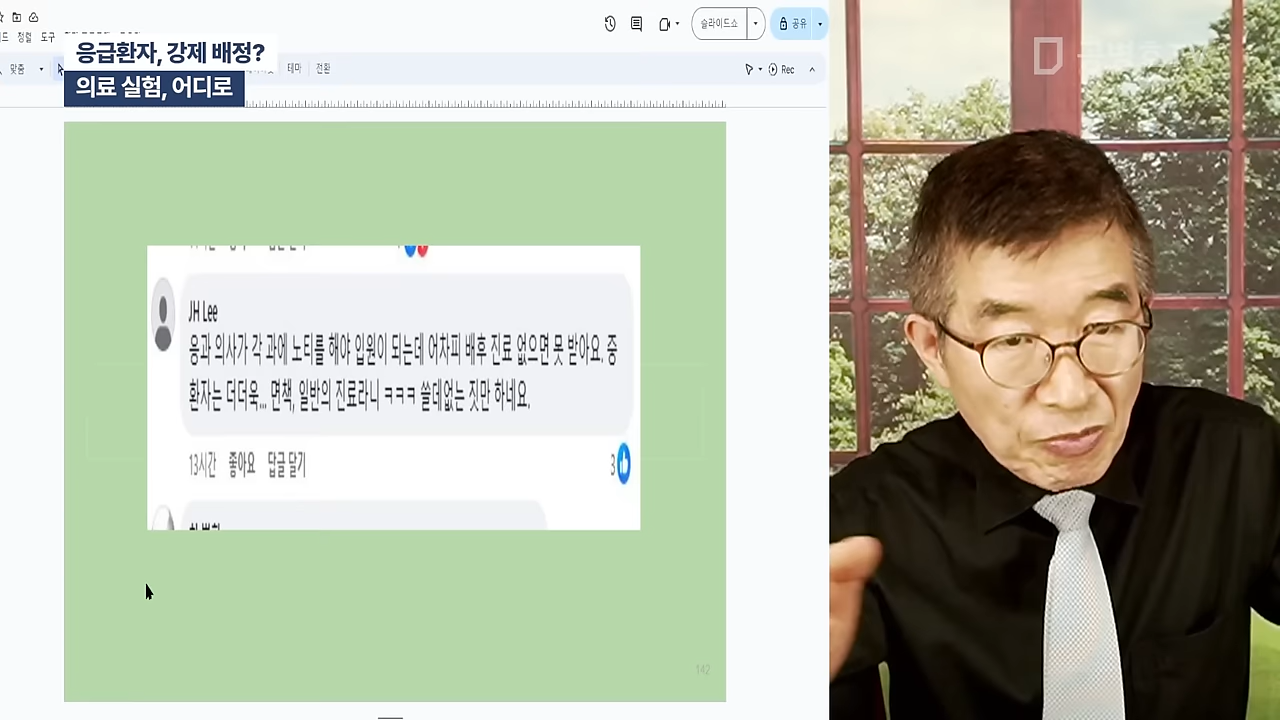 슬라이드쇼
공유
정렬 도구
응급환자, 강제 배정?
맞춤
테마
전환
Rec
의료 실험, 어디로
JH Lee
응과 의사가 각 과에 노티를 해야 입원이 되는데 어차피 배후 진료 없으면 못 받아요. 중
환자는 더더욱... 면책, 일반의 진료라니 ㅋㅋㅋ 쓸데없는 짓만 하네요.
13시간 좋아요 답글 달기
3
142